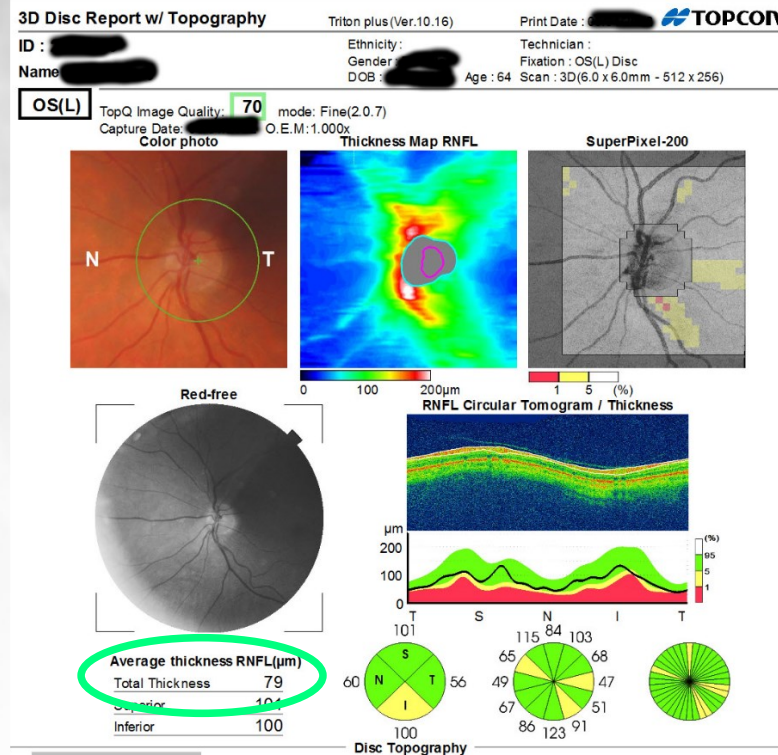 3D Disc Report w/ Topography Triton plus (Ver.10.16) Print Date : TOPCON
ID : Ethnicity : Technician :
Name Gender Fixation : OS(L) Disc
DOB : Age : 64 Scan : 3D(6.0 x 6.0mm - 512 x 256)
OS(L) TopQ Image Quality: 70 mode: Fine(2.0.7)
Capture Date: O.E.M:1.000x
Color photo Thickness Map RNFL SuperPixel-200
N T
0 100 200μm
1 5 (%)
Red-free RNFL Circular Tomogram / Thickness
μm
200
100
0
(%)
95
5
1
T S N I T
Average thickness RNFL(μm)
Total Thickness 79
Superior 101
Inferior 100
101
S
60 N T 56
I
100
115 84 103
65 68
49 47
67 51
86 123 91
Disc Topography